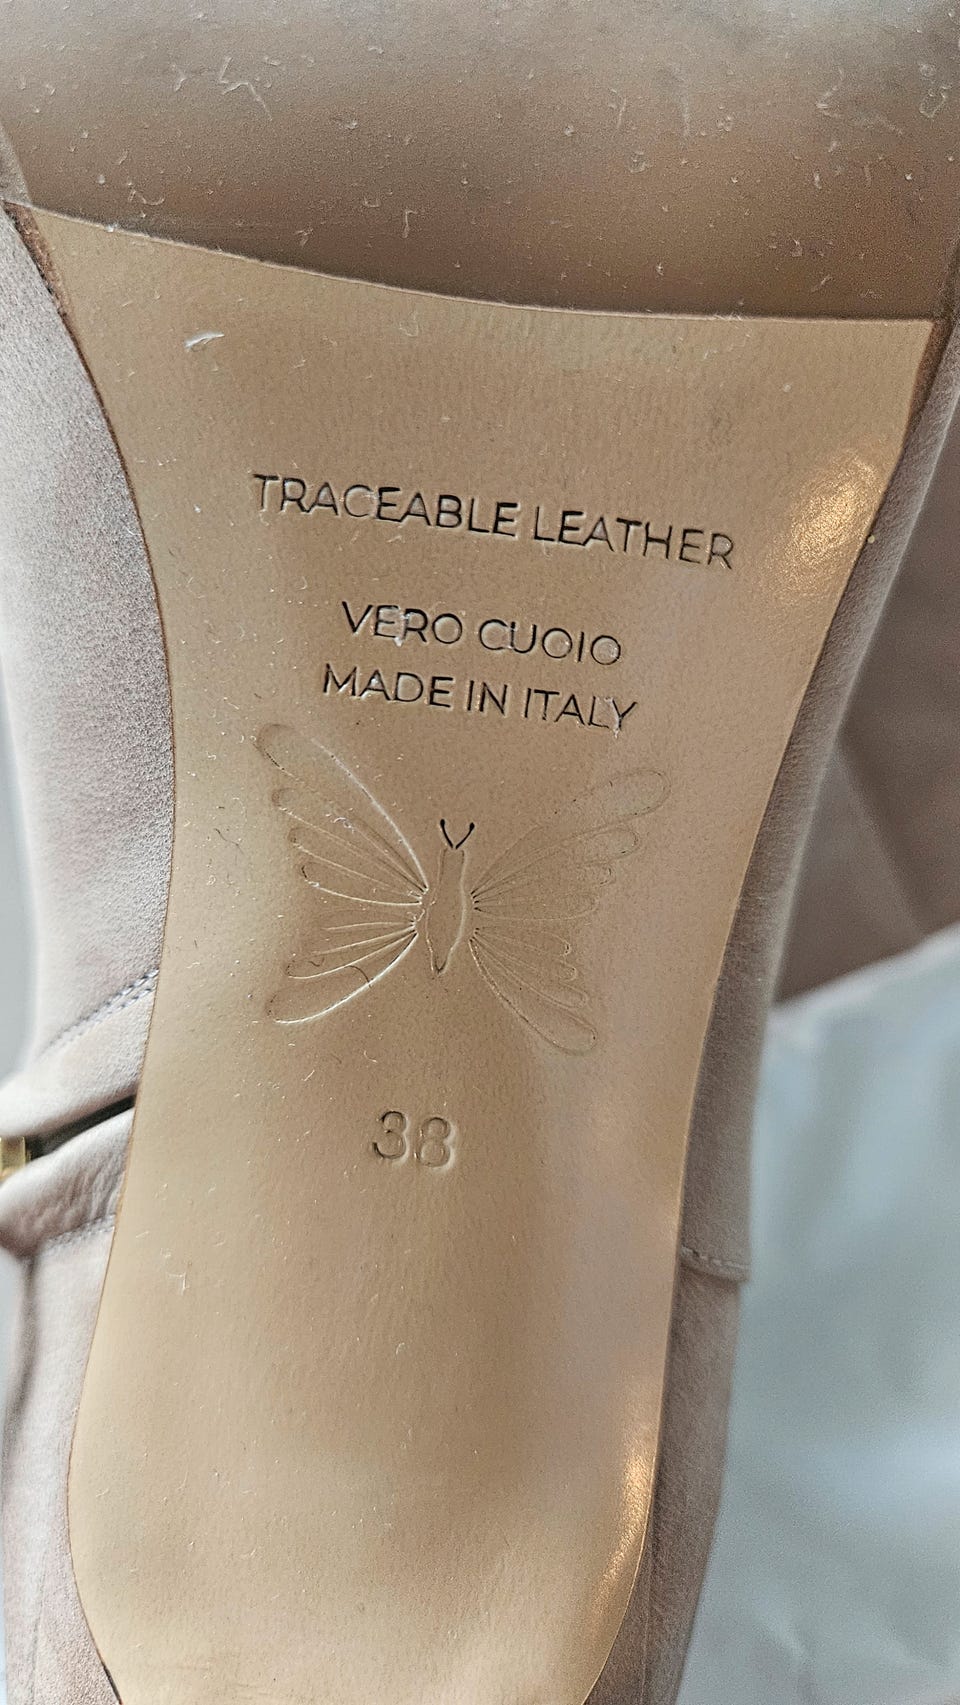 TRACEABLE LEATHER
VERO CUOIO
MADE IN ITALY
38